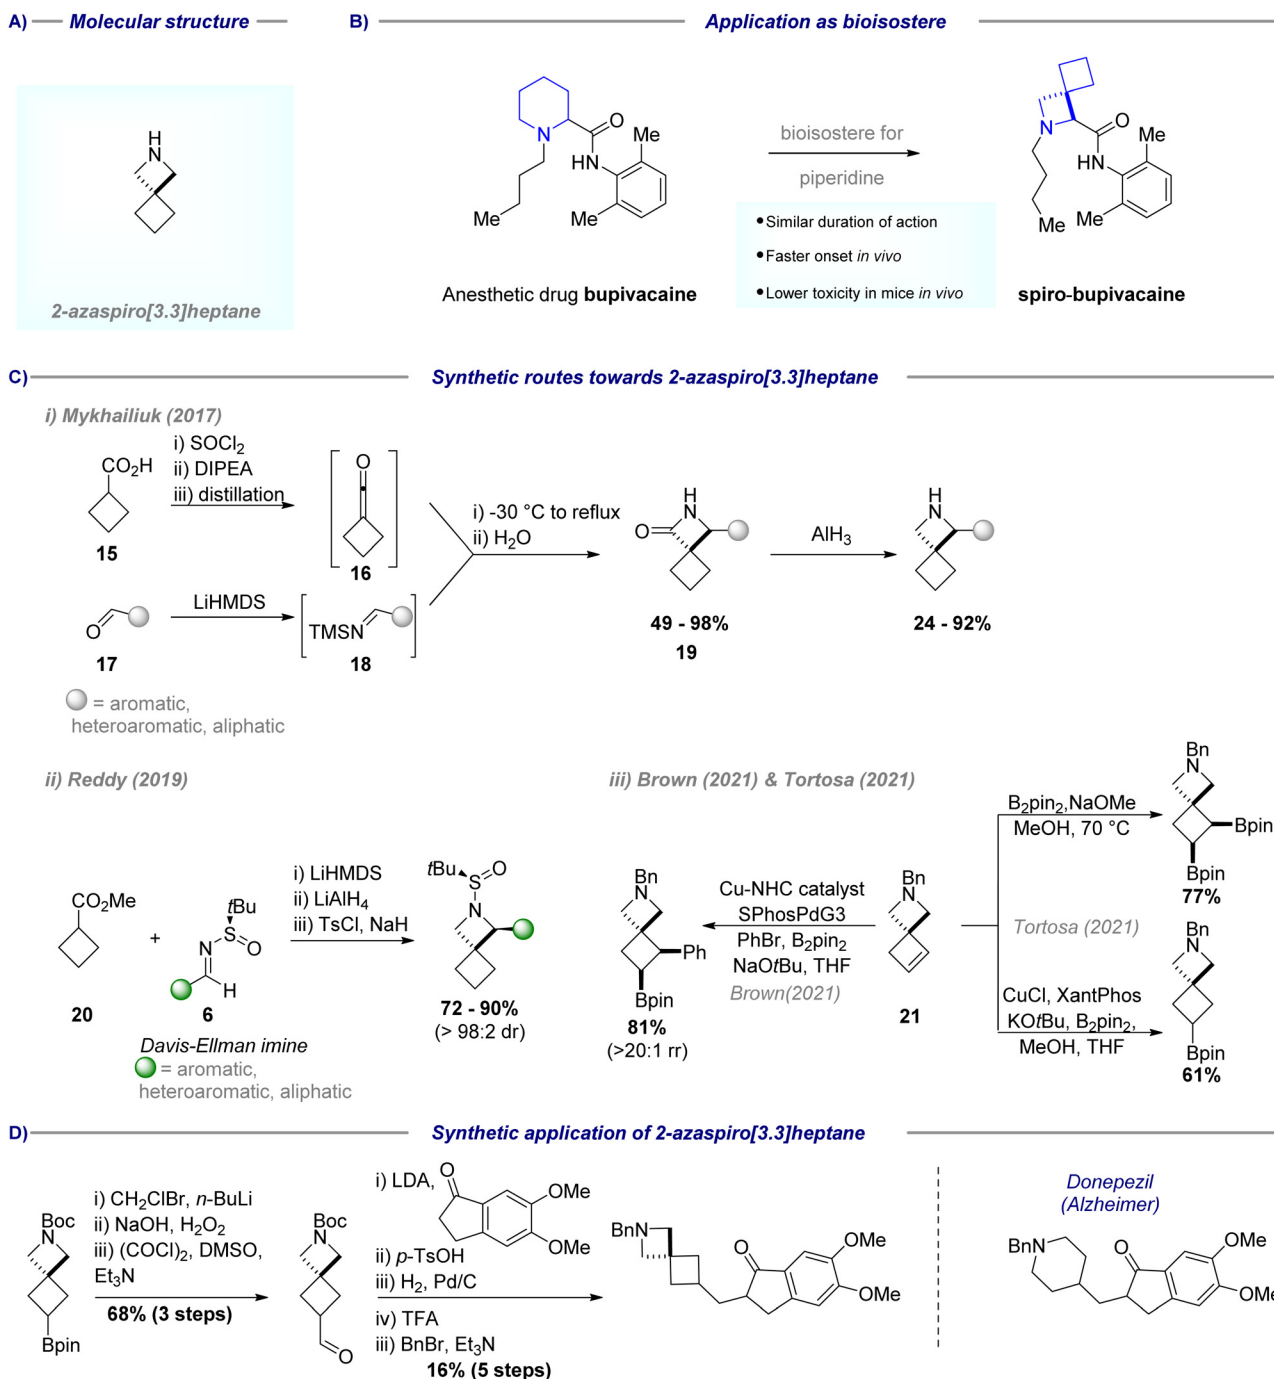 A) Molecular structure
B) Application as bioisostere
H
N
2-azaspiro[3.3]heptane
N
O
HN
Me
Me
Me
Anesthetic drug bupivacaine
bioisostere for
piperidine
•Similar duration of action
•Faster onset in vivo
•Lower toxicity in mice in vivo
N
O
HN
Me
Me
Me
spiro-bupivacaine
C) Synthetic routes towards 2-azaspiro[3.3]heptane
i) Mykhailiuk (2017)
CO2H
15
i) SOCl2
ii) DIPEA
iii) distillation
O
16
O
17
LiHMDS
TMSN
18
i) -30 °C to reflux
ii) H2O
H
N
O
49 - 98%
19
AlH3
H
N
24 - 92%
= aromatic,
heteroaromatic, aliphatic
ii) Reddy (2019)
CO2Me
20
+
tBu
S
O
N
H
6
Davis-Ellman imine
= aromatic,
heteroaromatic, aliphatic
i) LiHMDS
ii) LiAlH4
iii) TsCl, NaH
tBu
S
O
N
72 - 90%
(> 98:2 dr)
iii) Brown (2021) & Tortosa (2021)
Bn
N
Ph
Bpin
81%
(>20:1 rr)
Cu-NHC catalyst
SPhosPdG3
PhBr, B2pin2
NaOtBu, THF
Brown(2021)
Bn
N
21
B2pin2,NaOMe
MeOH, 70 °C
Tortosa (2021)
CuCl, XantPhos
KOtBu, B2pin2,
MeOH, THF
Bn
N
Bpin
Bpin
77%
Bn
N
Bpin
61%
D) Synthetic application of 2-azaspiro[3.3]heptane
Boc
N
Bpin
i) CH2ClBr, n-BuLi
ii) NaOH, H2O2
iii) (COCl)2, DMSO,
Et3N
68% (3 steps)
Boc
N
O
i) LDA,
O
OMe
OMe
ii) p-TsOH
iii) H2, Pd/C
iv) TFA
iii) BnBr, Et3N
16% (5 steps)
BnN
O
OMe
OMe
Donepezil
(Alzheimer)
BnN
O
OMe
OMe